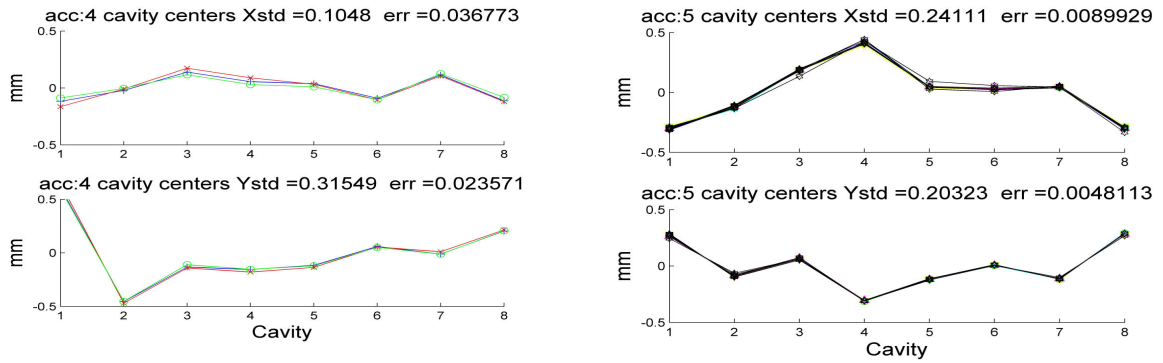 acc:4 cavity centers Xstd =0.1048 err =0.036773
0.5
0
-0.5
mm
1 2 3 4 5 6 7 8
acc:4 cavity centers Ystd =0.31549 err =0.023571
0.5
0
-0.5
mm
1 2 3 4 5 6 7 8
Cavity
acc:5 cavity centers Xstd =0.24111 err =0.0089929
0.5
0
-0.5
mm
1 2 3 4 5 6 7 8
acc:5 cavity centers Ystd =0.20323 err =0.0048113
0.5
0
-0.5
mm
1 2 3 4 5 6 7 8
Cavity